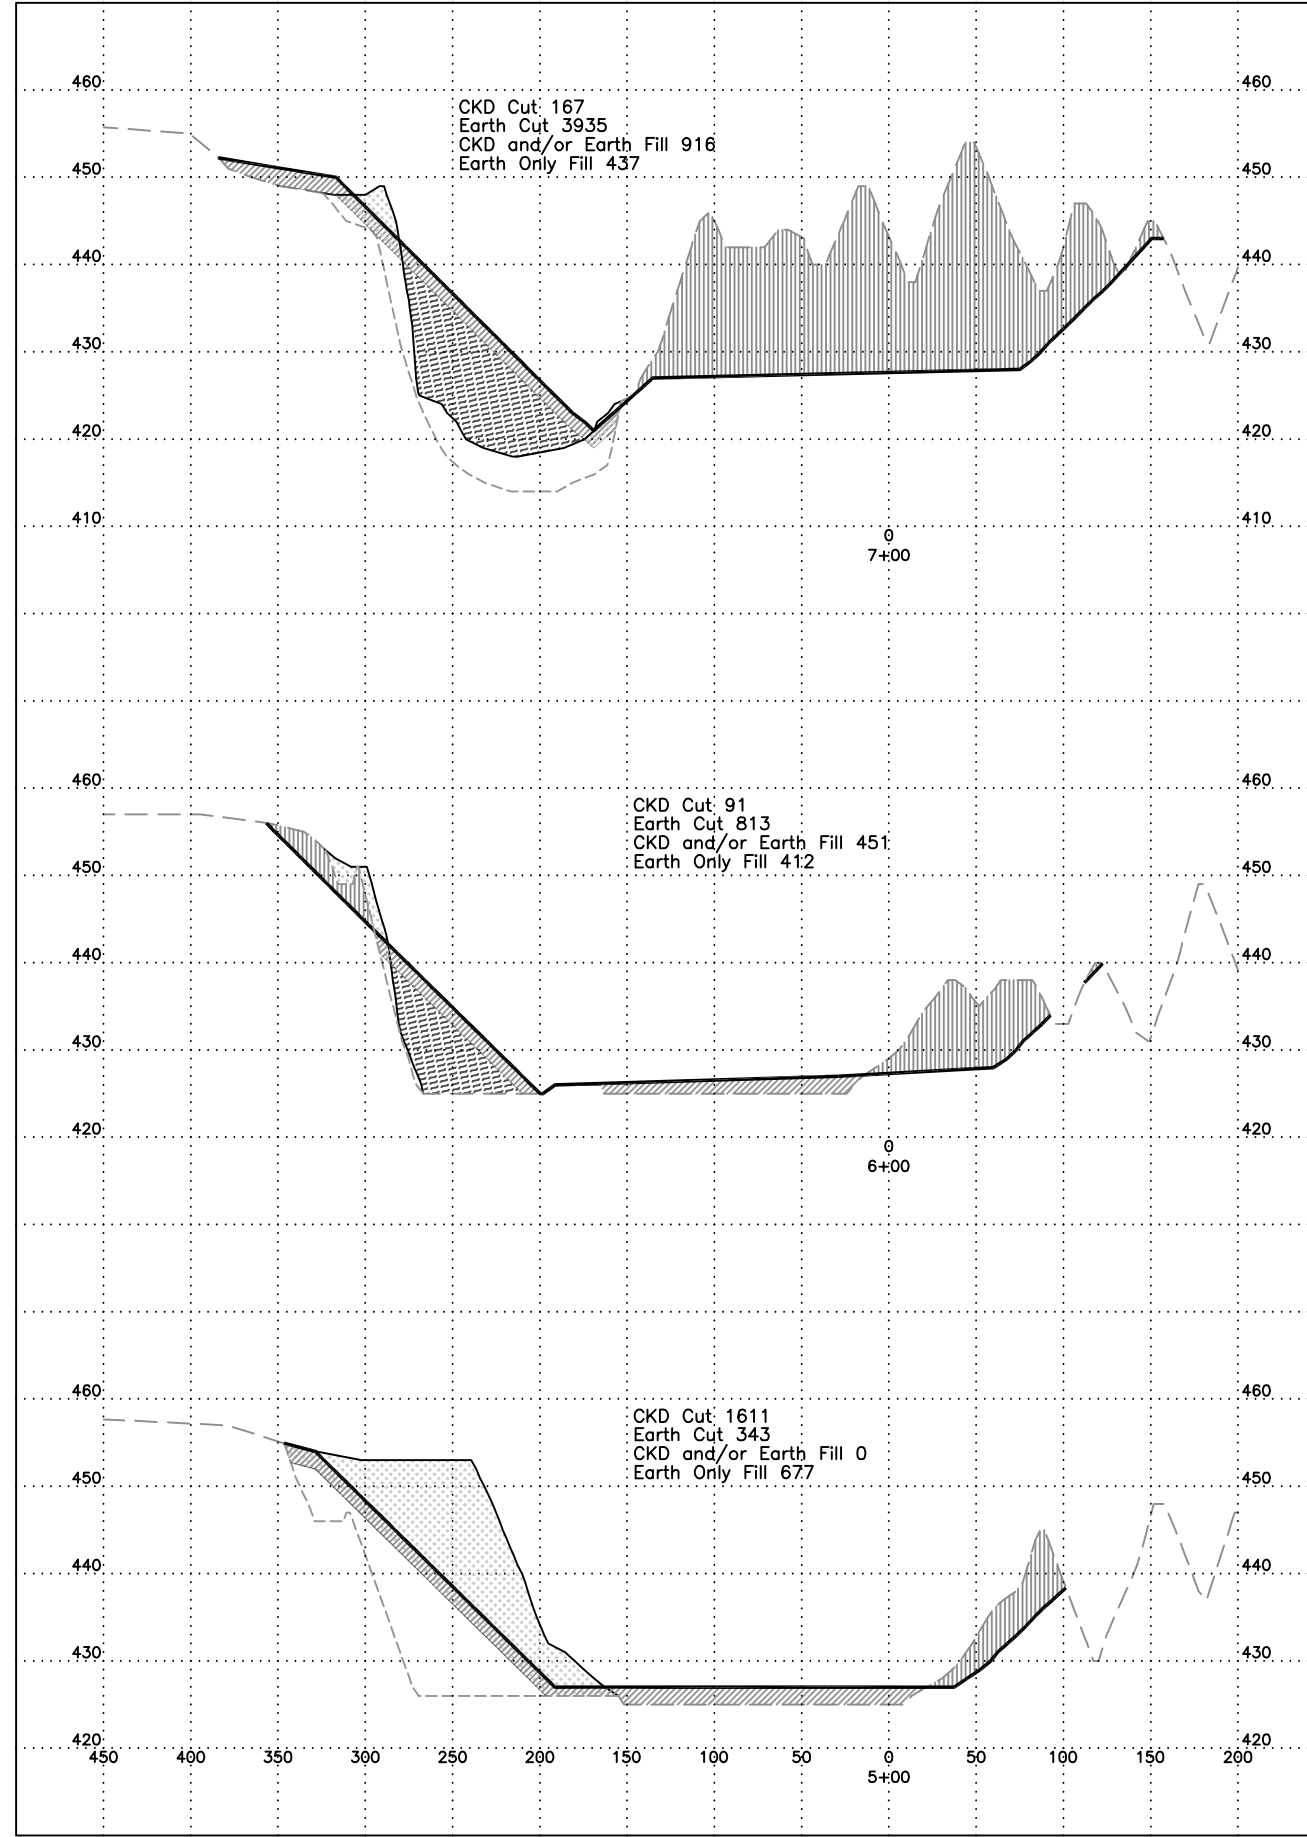 460 460
CKD Cut 167
Earth Cut 3935
CKD and/or Earth Fill 916
Earth Only Fill 437
450 450
440 440
430 430
420 420
410 410
0
7+00
460 460
CKD Cut 91
Earth Cut 813
CKD and/or Earth Fill 451
Earth Only Fill 412
450 450
440 440
430 430
420 420
0
6+00
460 460
CKD Cut 1611
Earth Cut 343
CKD and/or Earth Fill 0
Earth Only Fill 677
450 450
440 440
430 430
420 420
450 400 350 300 250 200 150 100 50 0 50 100 150 200
5+00